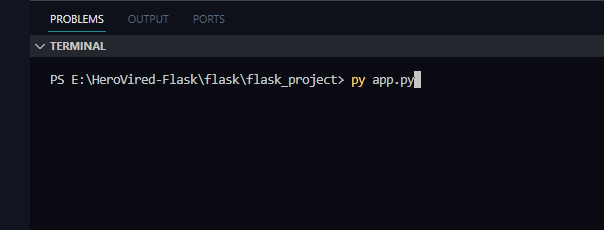 PROBLEMS OUTPUT PORTS
TERMINAL
PS E:\HeroVired-Flask\flask\flask_project> py app.py